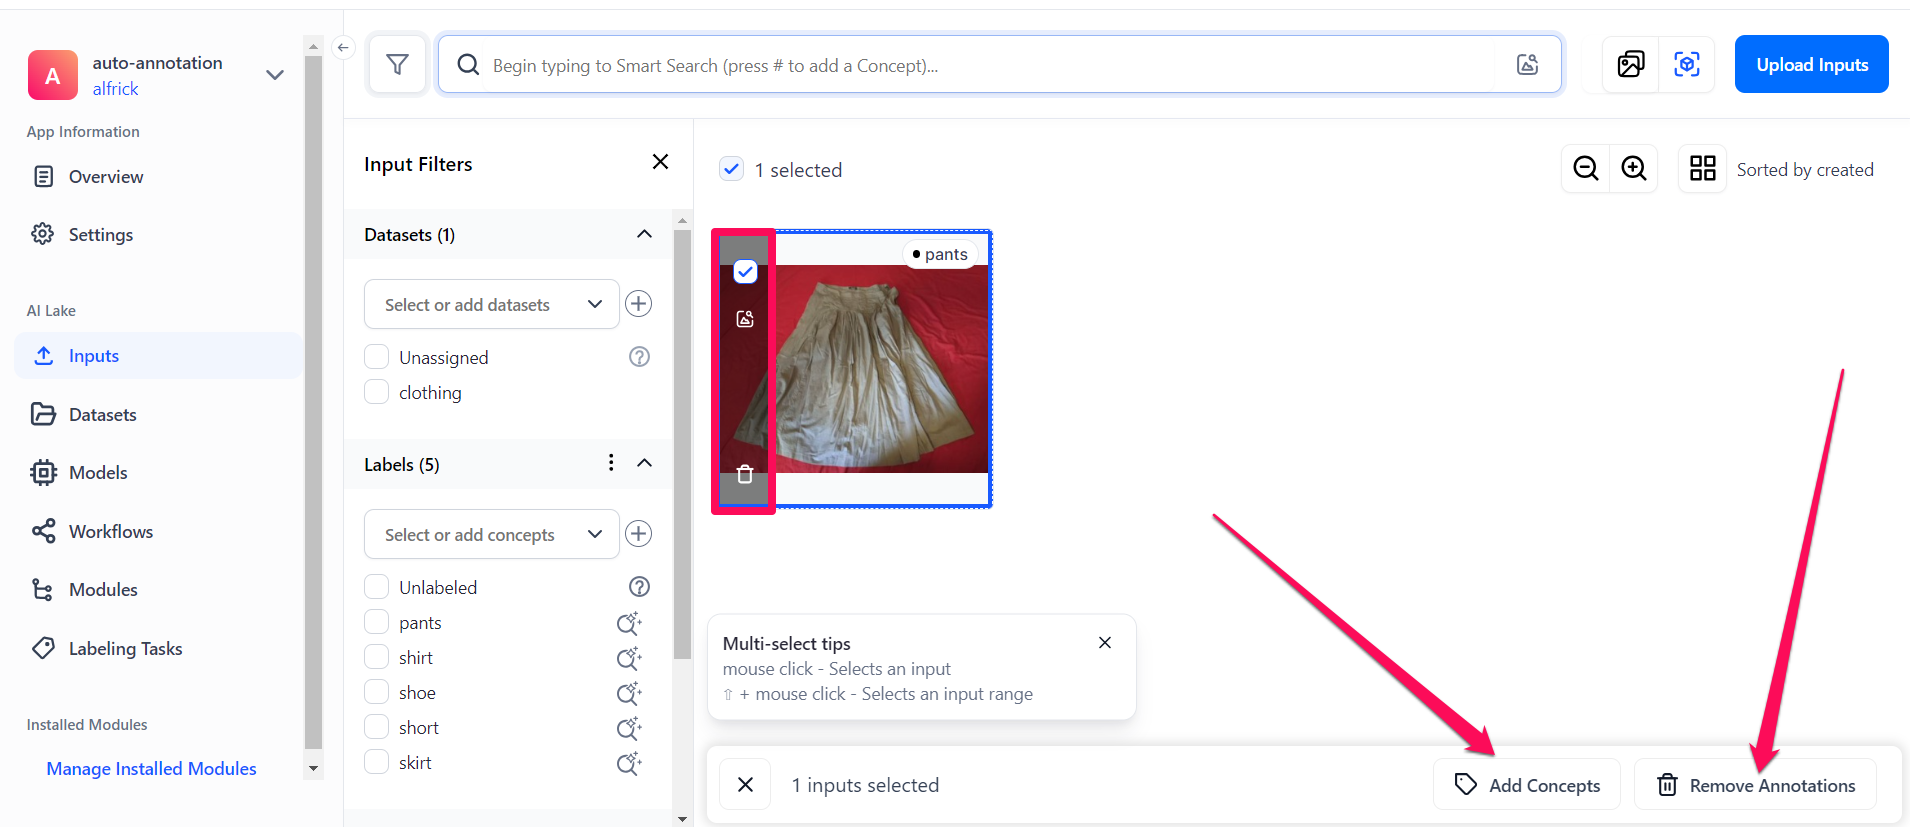 A
auto-annotation
alfrick
App Information
Overview
Settings
AI Lake
Inputs
Datasets
Models
Workflows
Modules
Labeling Tasks
Installed Modules
Manage Installed Modules
Begin typing to Smart Search (press # to add a Concept)...
Upload Inputs
Input Filters
Datasets (1)
Select or add datasets
Unassigned
clothing
Labels (5)
Select or add concepts
Unlabeled
pants
shirt
shoe
short
skirt
1 selected
Sorted by created
pants
Multi-select tips
mouse click - Selects an input
⇧ + mouse click - Selects an input range
1 inputs selected
Add Concepts
Remove Annotations